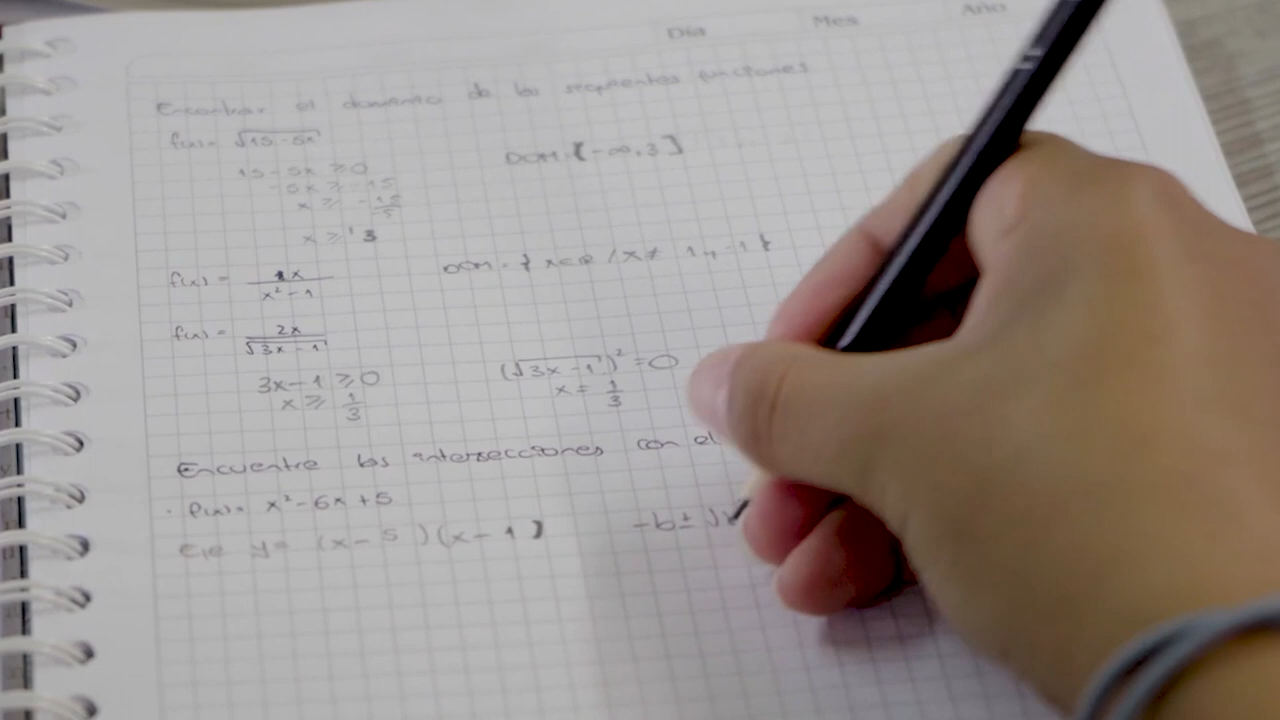 Día Mes Año
Encontrar el dominio de las siguientes funciones
f(x)= √15-5x
DOM.[-∞,3]
15-5x ≥0
-5x ≥ -15
x ≥ -15/5
x ≥ 3
f(x) = 1x/x²-1
DOM = { x∈R / x≠ 1 y -1 }
f(x) = 2x/√3x-1
3x-1 ≥0
(√3x-1)² =0
x ≥ 1/3
x = 1/3
Encuentre las intersecciones con el
· f(x)= x²-6x+5
Eje y= (x-5)(x-1)
-b±√